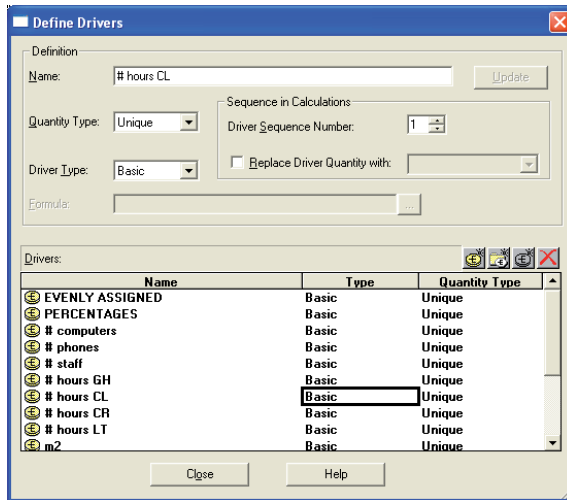 Define Drivers
Definition
Name: # hours CL Update
Quantity Type: Unique
Sequence in Calculations
Driver Sequence Number: 1
Driver Type: Basic
Replace Driver Quantity with:
Formula: ...
Drivers:
Name Type Quantity Type
EVENLY ASSIGNED Basic Unique
PERCENTAGES Basic Unique
# computers Basic Unique
# phones Basic Unique
# staff Basic Unique
# hours GH Basic Unique
# hours CL Basic Unique
# hours CR Basic Unique
# hours LT Basic Unique
m2 Basic Unique
Close Help